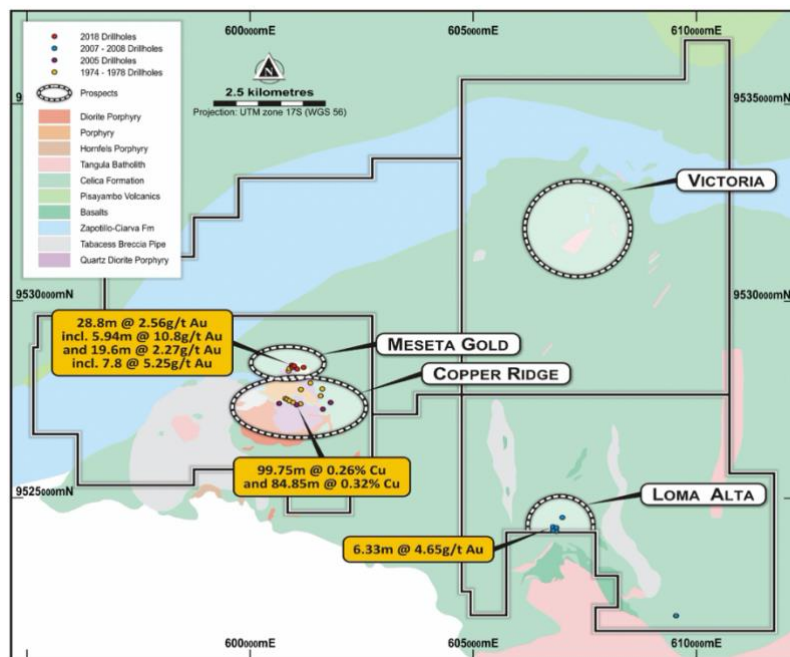 600000mE
605000mE
610000mE
2018 Drillholes
2007 - 2008 Drillholes
2005 Drillholes
1974 - 1978 Drillholes
Prospects
Diorite Porphyry
Porphyry
Hornfels Porphyry
Tangula Batholith
Celica Formation
Pisayambo Volcanics
Basalts
Zapotillo-Ciarva Fm
Tabacess Breccia Pipe
Quartz Diorite Porphyry
N
2.5 kilometres
Projection: UTM zone 17S (WGS 56)
9535000mN
VICTORIA
9530000mN
9530000mN
28.8m @ 2.56g/t Au
incl. 5.94m @ 10.8g/t Au
and 19.6m @ 2.27g/t Au
incl. 7.8 @ 5.25g/t Au
MESETA GOLD
COPPER RIDGE
99.75m @ 0.26% Cu
and 84.85m @ 0.32% Cu
9525000mN
9525000mN
LOMA ALTA
6.33m @ 4.65g/t Au
600000mE
605000mE
610000mE